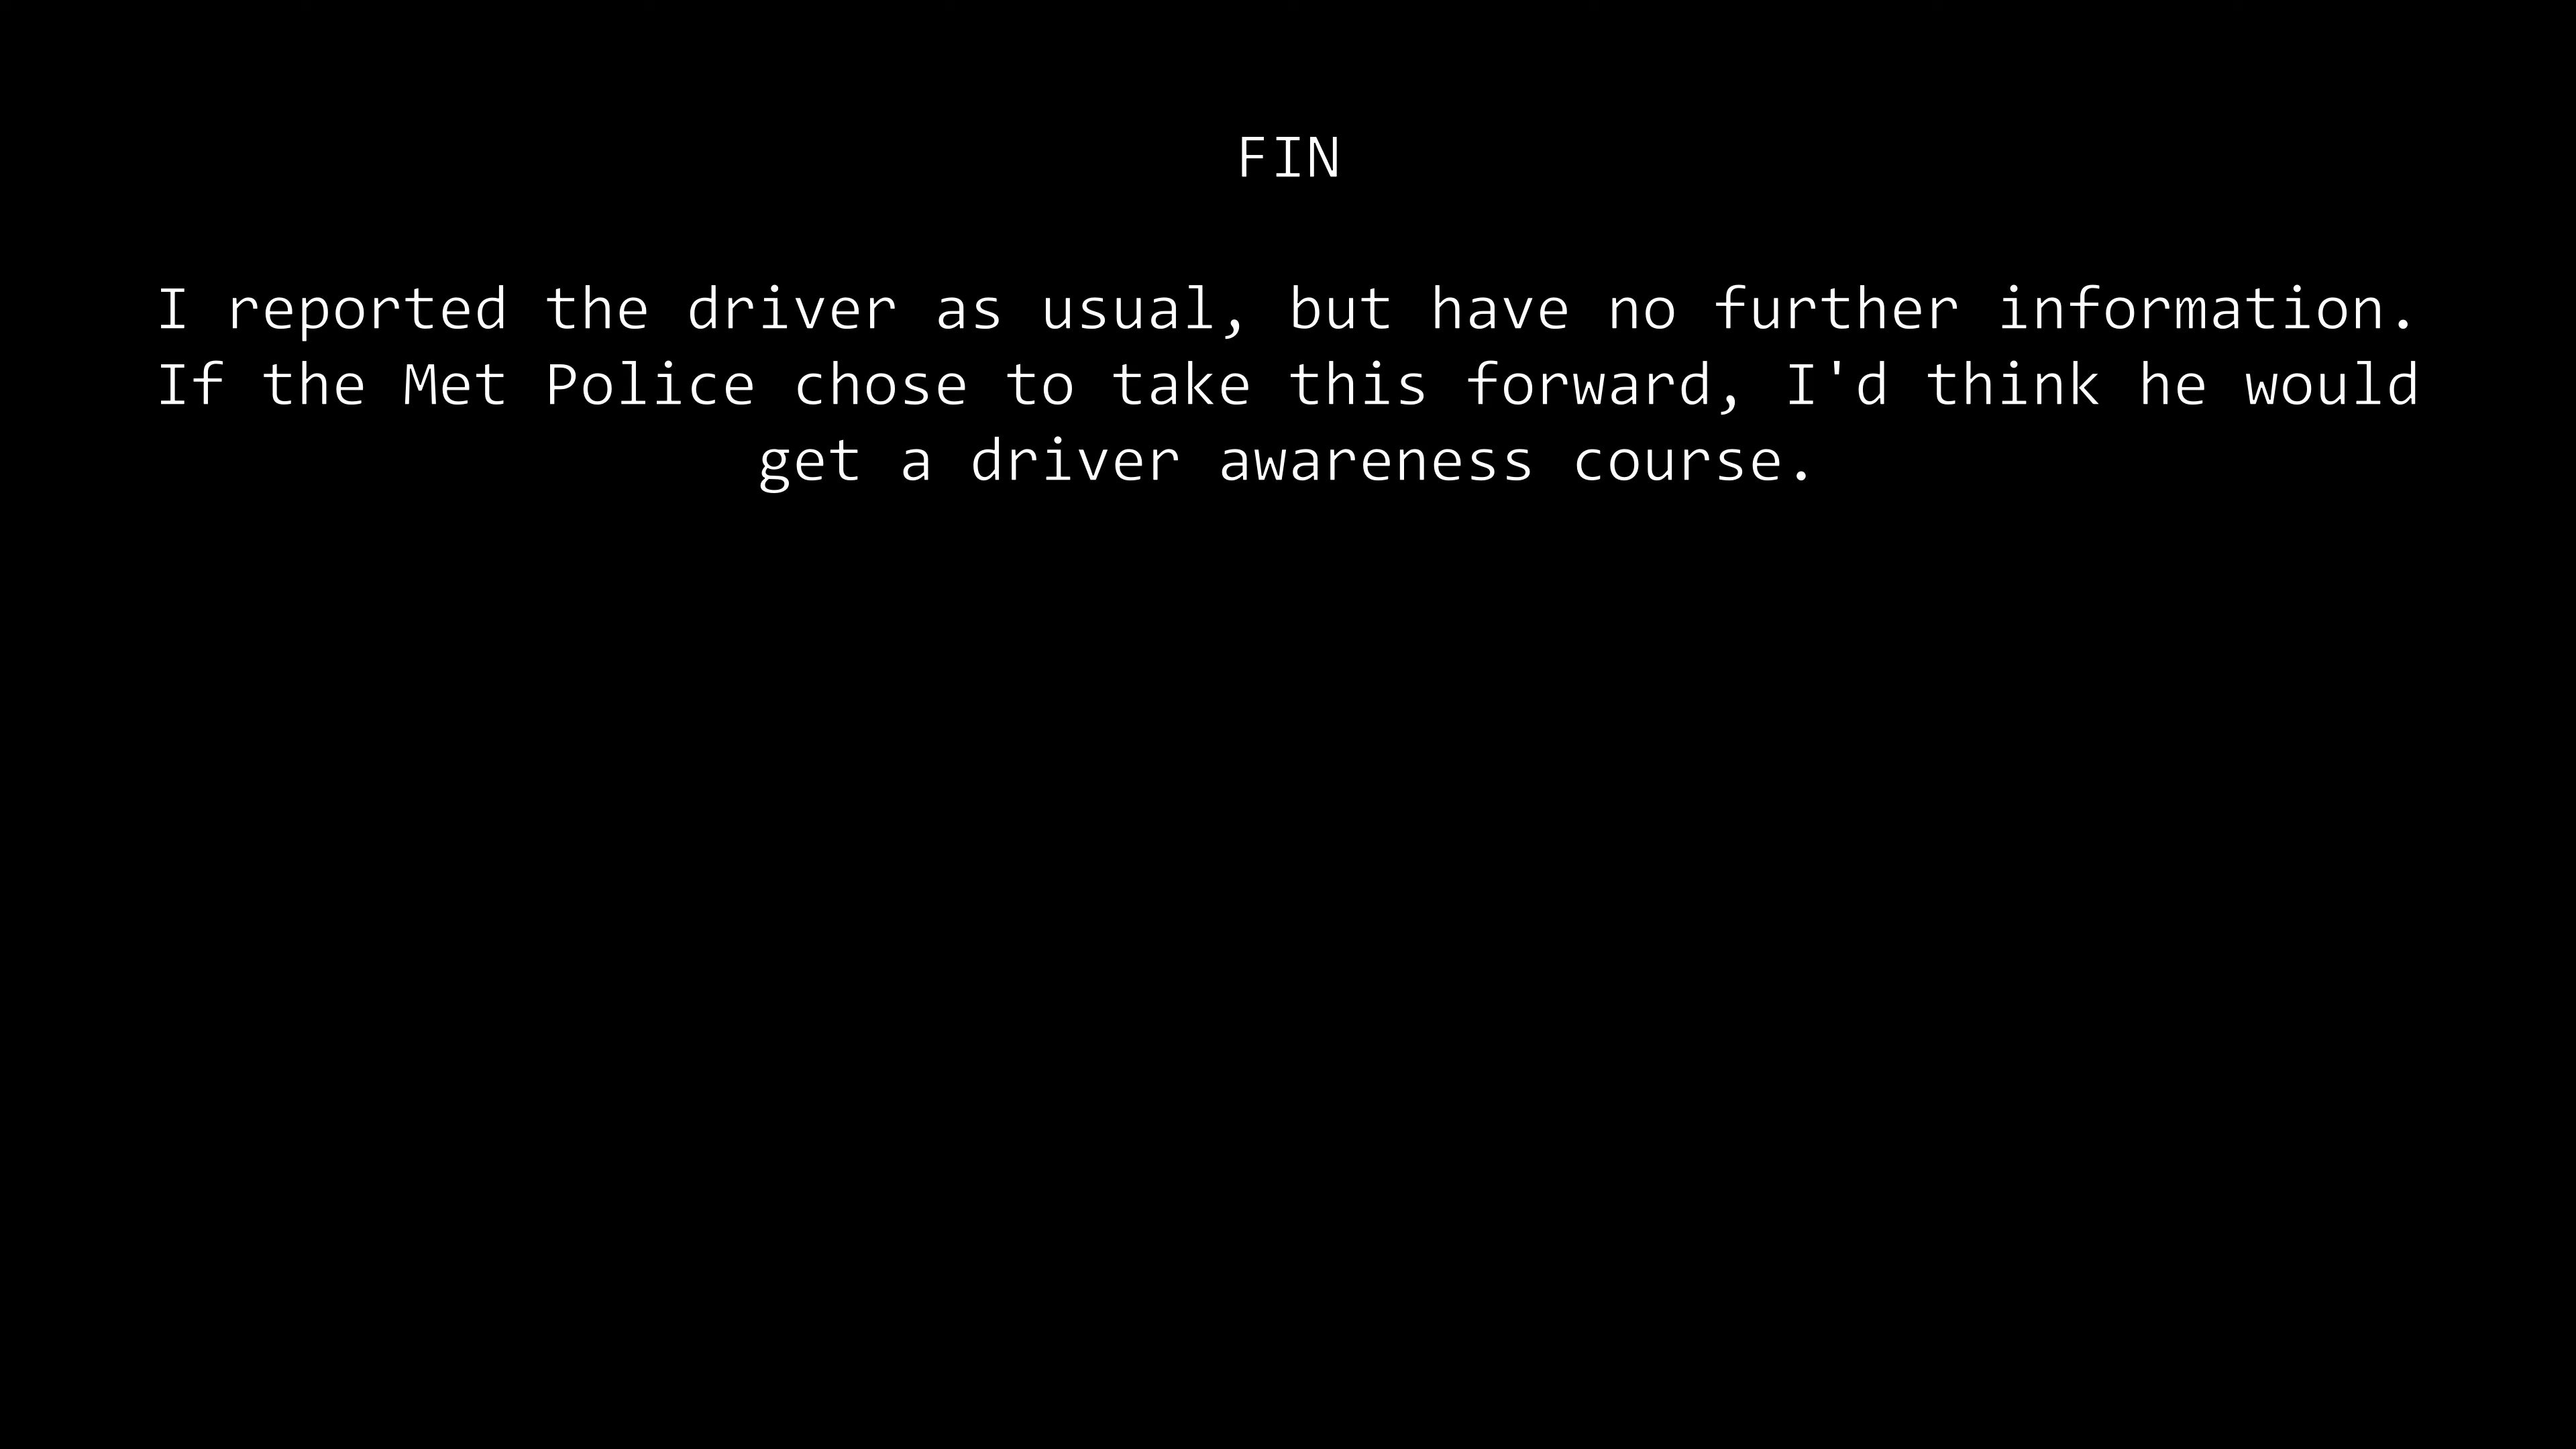 FIN
I reported the driver as usual, but have no further information.
If the Met Police chose to take this forward, I'd think he would
get a driver awareness course.